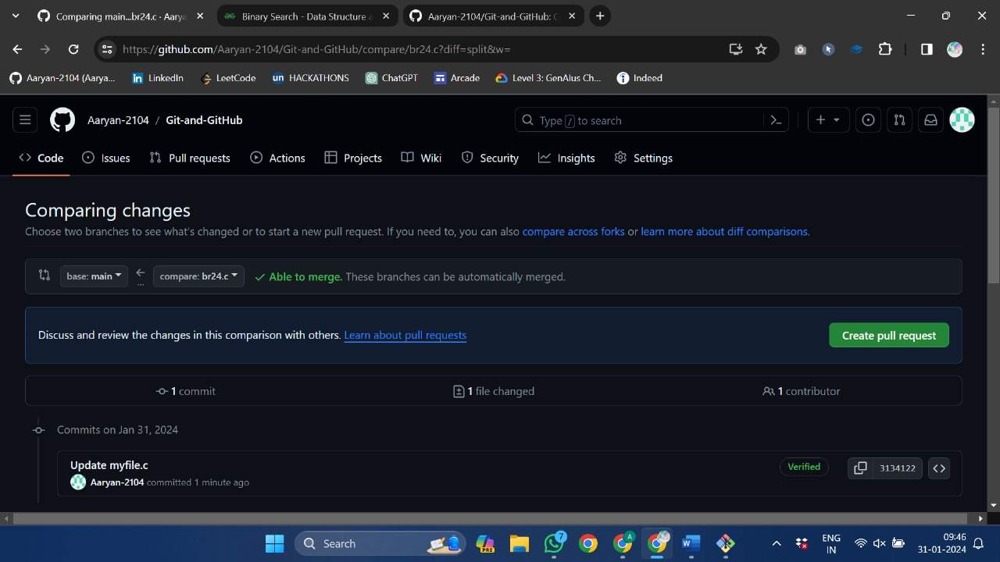 Comparing main...br24.c · Aaryan
Binary Search - Data Structure a
Aaryan-2104/Git-and-GitHub: G
https://github.com/Aaryan-2104/Git-and-GitHub/compare/br24.c?diff=split&w=
Aaryan-2104 (Aarya... LinkedIn LeetCode un HACKATHONS ChatGPT Arcade Level 3: GenAIus Ch... Indeed
Aaryan-2104 / Git-and-GitHub Type / to search
Code Issues Pull requests Actions Projects Wiki Security Insights Settings
Comparing changes
Choose two branches to see what's changed or to start a new pull request. If you need to, you can also compare across forks or learn more about diff comparisons.
base: main ... compare: br24.c Able to merge. These branches can be automatically merged.
Discuss and review the changes in this comparison with others. Learn about pull requests Create pull request
1 commit 1 file changed 1 contributor
Commits on Jan 31, 2024
Update myfile.c Verified 3134122
Aaryan-2104 committed 1 minute ago
Search PRE 7 A W ENG 09:46
IN 31-01-2024